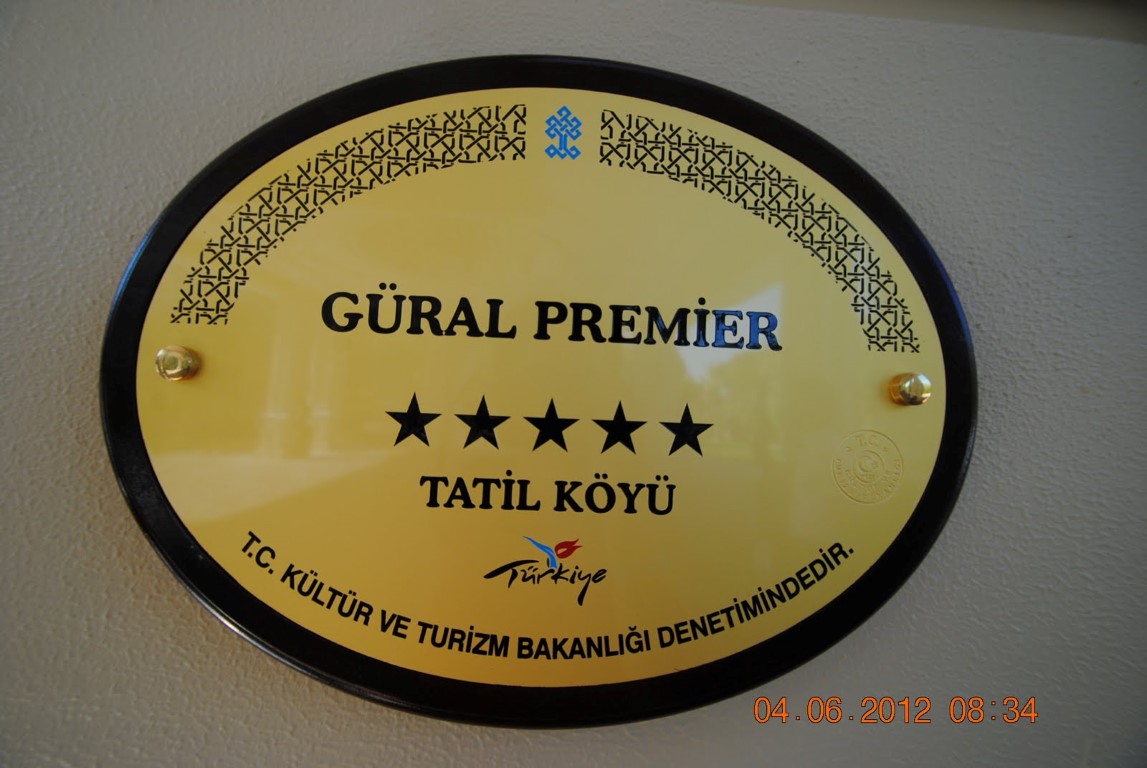 GÜRAL PREMİER
★★★★★
TATİL KÖYÜ
Türkiye
T.C. KÜLTÜR VE TURİZM BAKANLIĞI DENETİMİNDEDİR.
T.C.
04.06.2012 08:34